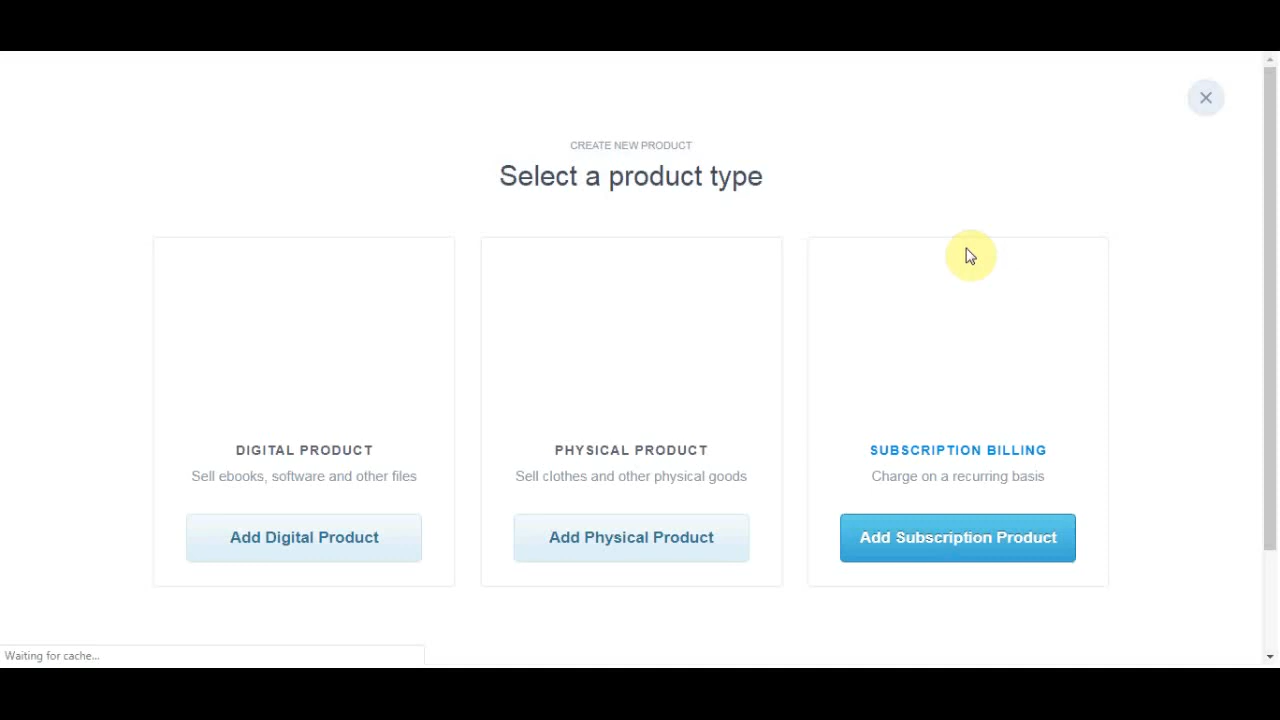 CREATE NEW PRODUCT
Select a product type
DIGITAL PRODUCT
Sell ebooks, software and other files
Add Digital Product
PHYSICAL PRODUCT
Sell clothes and other physical goods
Add Physical Product
SUBSCRIPTION BILLING
Charge on a recurring basis
Add Subscription Product
Waiting for cache...